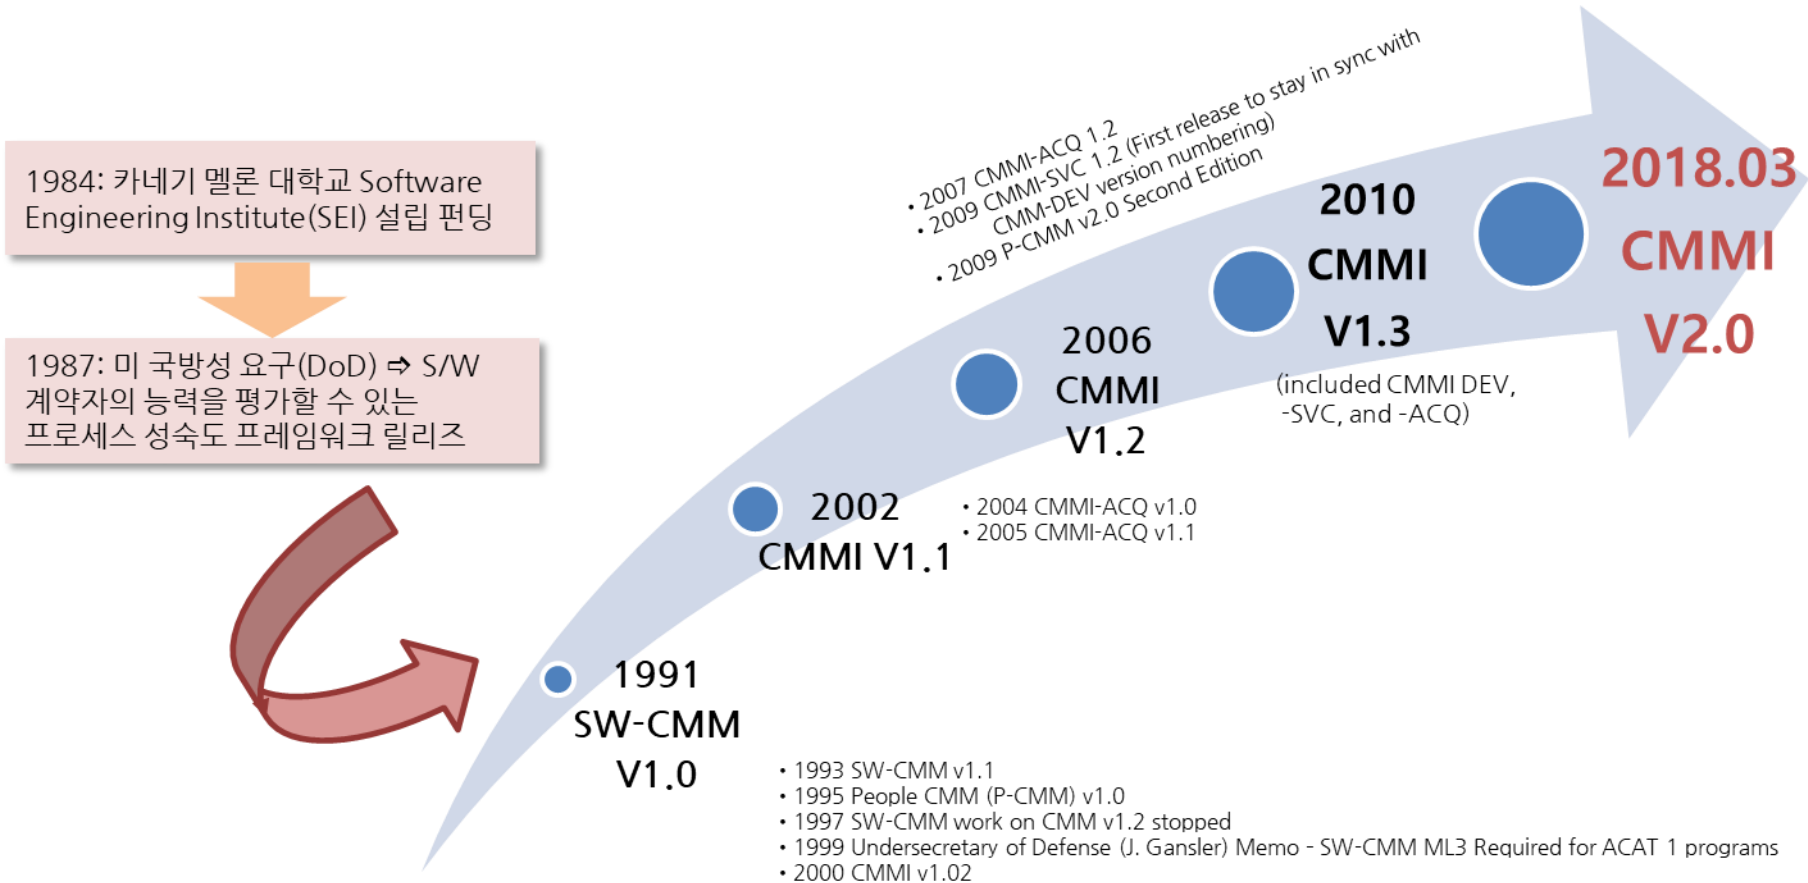 1984: 카네기 멜론 대학교 Software
Engineering Institute(SEI) 설립 펀딩
1987: 미 국방성 요구(DoD) ⇨ S/W
계약자의 능력을 평가할 수 있는
프로세스 성숙도 프레임워크 릴리즈
1991
SW-CMM
V1.0
• 1993 SW-CMM v1.1
• 1995 People CMM (P-CMM) v1.0
• 1997 SW-CMM work on CMM v1.2 stopped
• 1999 Undersecretary of Defense (J. Gansler) Memo - SW-CMM ML3 Required for ACAT 1 programs
• 2000 CMMI v1.02
2002
CMMI V1.1
• 2004 CMMI-ACQ v1.0
• 2005 CMMI-ACQ v1.1
2006
CMMI
V1.2
• 2007 CMMI-ACQ 1.2
• 2009 CMMI-SVC 1.2 (First release to stay in sync with
CMM-DEV version numbering)
• 2009 P-CMM v2.0 Second Edition
2010
CMMI
V1.3
(included CMMI DEV,
-SVC, and -ACQ)
2018.03
CMMI
V2.0